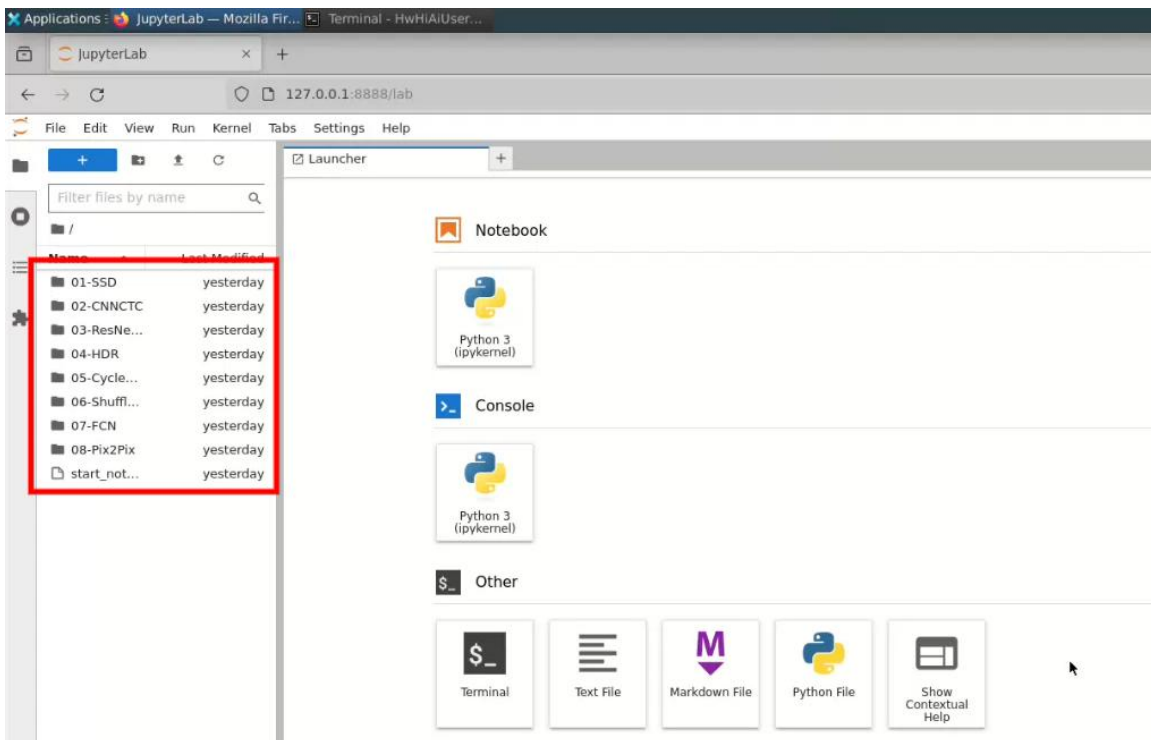 Applications JupyterLab — Mozilla Fir... Terminal - HwHiAiUser...
JupyterLab
127.0.0.1:8888/lab
File Edit View Run Kernel Tabs Settings Help
Launcher
Filter files by name
/
Name Last Modified
01-SSD yesterday
02-CNNCTC yesterday
03-ResNe... yesterday
04-HDR yesterday
05-Cycle... yesterday
06-Shuffl... yesterday
07-FCN yesterday
08-Pix2Pix yesterday
start_not... yesterday
Notebook
Python 3
(ipykernel)
Console
Python 3
(ipykernel)
$_ Other
$_
M
Terminal Text File Markdown File Python File Show
Contextual
Help